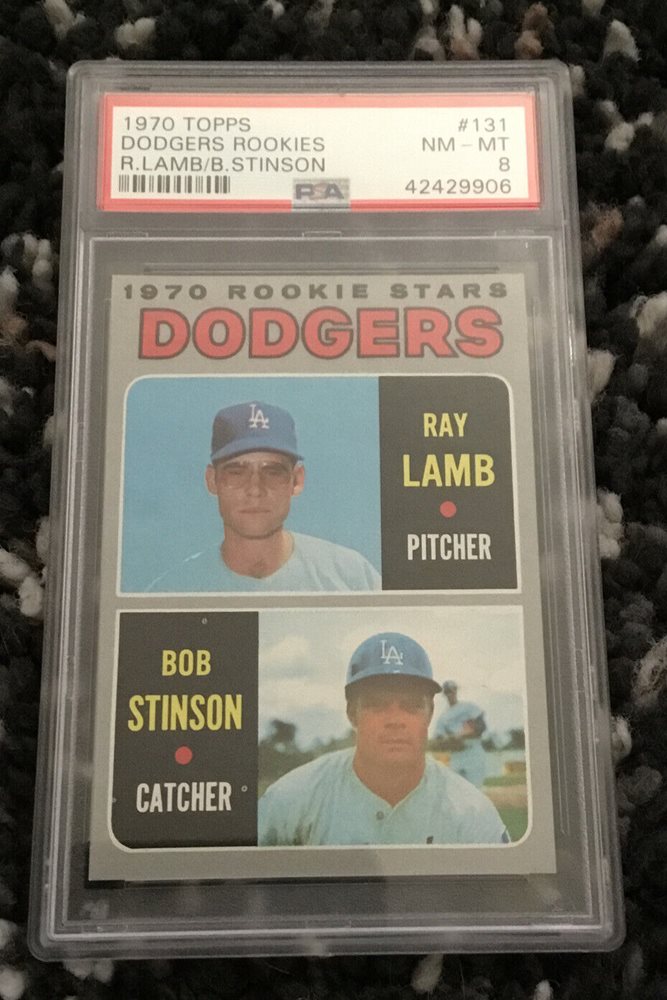 1970 TOPPS #131
DODGERS ROOKIES NM - MT
R.LAMB/B.STINSON 8
PSA 42429906
1970 ROOKIE STARS
DODGERS
LA
RAY
LAMB
PITCHER
BOB
STINSON
CATCHER
LA